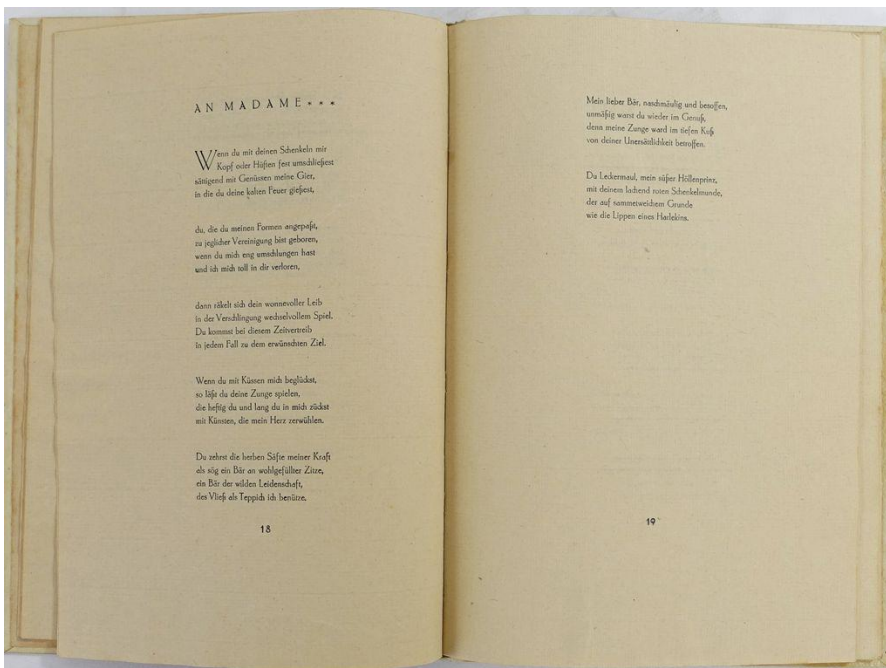 AN MADAME * * *
Wenn du mit deinen Schenkeln mir
Kopf oder Hüften fest umschließest
sättigend mit Genüssen meine Gier,
in die du deine kalten Feuer gießest,
du, die du meinen Formen angepaßt,
zu jeglicher Vereinigung bist geboren,
wenn du mich eng umschlungen hast
und ich mich toll in dir verloren,
dann räkelt sich dein wonnevoller Leib
in der Verschlingung wechselvollem Spiel.
Du kommst bei diesem Zeitvertreib
in jedem Fall zu dem erwünschten Ziel.
Wenn du mit Küssen mich beglückst,
so läßt du deine Zunge spielen,
die heftig du und lang du in mich zückst
mit Künsten, die mein Herz zerwühlen.
Du zehrst die herben Säfte meiner Kraft
als sög ein Bär an wohlgefüllter Zitze,
ein Bär der wilden Leidenschaft,
des Vließ als Teppich ich benütze.
18
Mein lieber Bär, naschmäulig und besoffen,
unmäßig warst du wieder im Genuß,
denn meine Zunge ward im tiefen Kuß
von deiner Unersättlichkeit betroffen.
Du Leckermaul, mein süßer Höllenprinz,
mit deinem lachend roten Schenkelmunde,
der auf sammetweichem Grunde
wie die Lippen eines Harlekins.
19